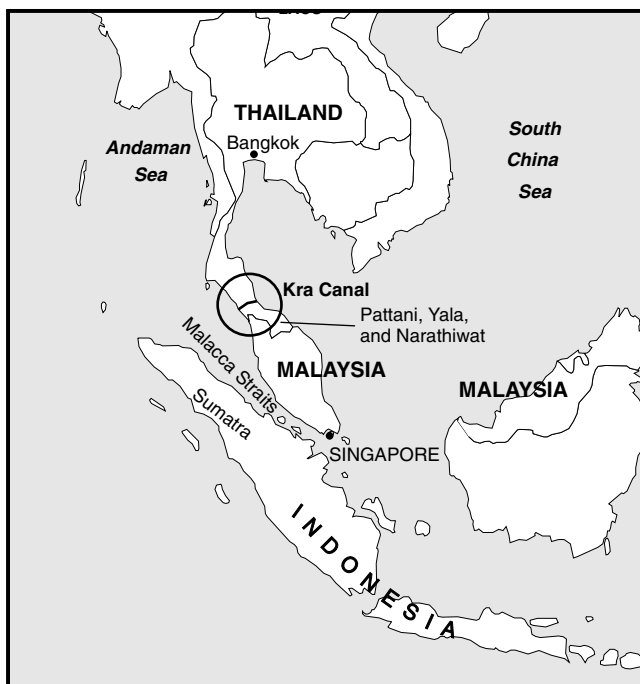 THAILAND
Bangkok
Andaman
Sea
South
China
Sea
Kra Canal
Pattani, Yala,
and Narathiwat
Malacca Straits
MALAYSIA
MALAYSIA
Sumatra
SINGAPORE
INDONESIA